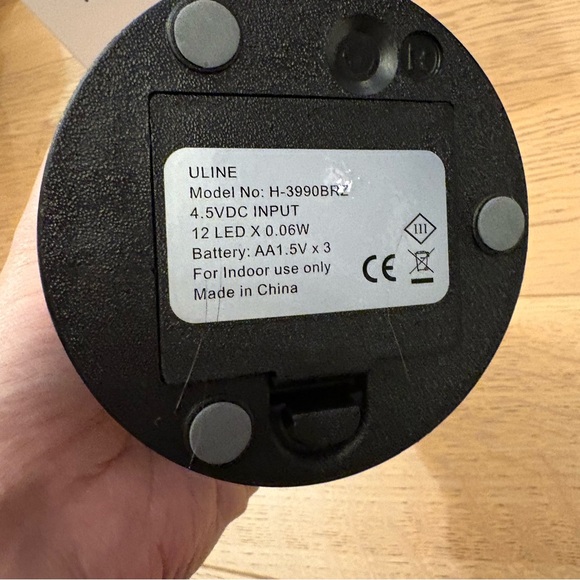 ULINE
Model No: H-3990BRZ
4.5VDC INPUT
12 LED X 0.06W
Battery: AA1.5V x 3
For Indoor use only
Made in China
III
CE